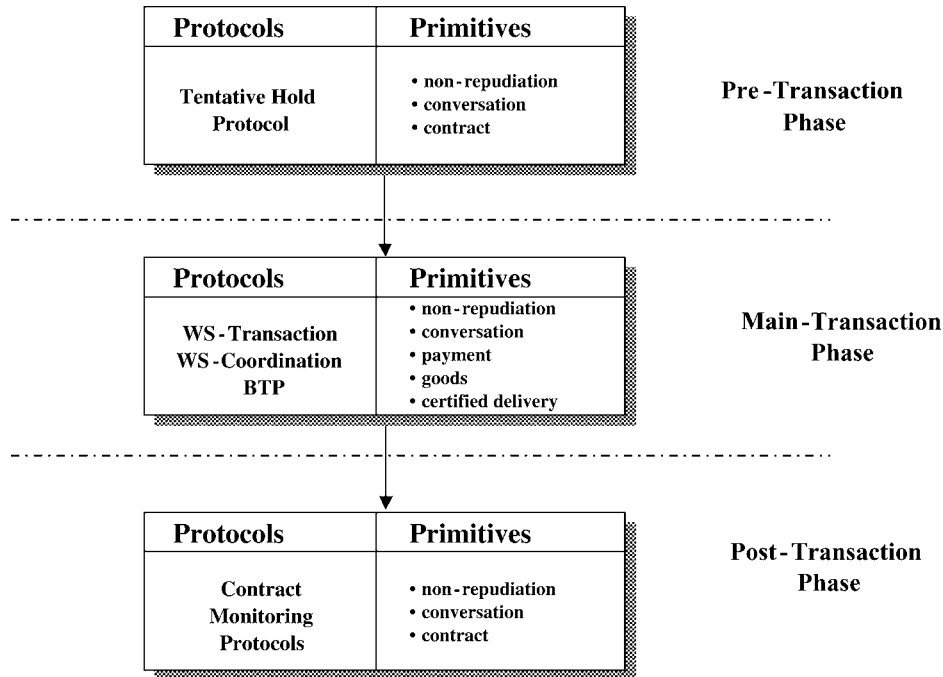 Protocols Primitives
Tentative Hold
Protocol
• non-repudiation
• conversation
• contract
Pre-Transaction
Phase
Protocols Primitives
WS-Transaction
WS-Coordination
BTP
• non-repudiation
• conversation
• payment
• goods
• certified delivery
Main-Transaction
Phase
Protocols Primitives
Contract
Monitoring
Protocols
• non-repudiation
• conversation
• contract
Post-Transaction
Phase